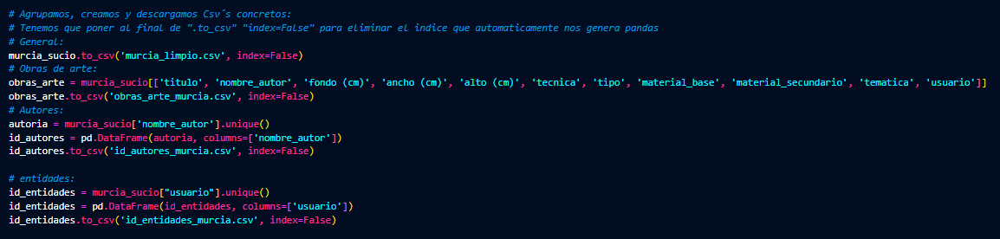 # Agrupamos, creamos y descargamos Csv´s concretos:
# Tenemos que poner al final de ".to_csv" "index=False" para eliminar el indice que automaticamente nos genera pandas
# General:
murcia_sucio.to_csv('murcia_limpio.csv', index=False)
# Obras de arte:
obras_arte = murcia_sucio[['titulo', 'nombre_autor', 'fondo (cm)', 'ancho (cm)', 'alto (cm)', 'tecnica', 'tipo', 'material_base', 'material_secundario', 'tematica', 'usuario']]
obras_arte.to_csv('obras_arte_murcia.csv', index=False)
# Autores:
autoria = murcia_sucio['nombre_autor'].unique()
id_autores = pd.DataFrame(autoria, columns=['nombre_autor'])
id_autores.to_csv('id_autores_murcia.csv', index=False)
# entidades:
id_entidades = murcia_sucio["usuario"].unique()
id_entidades = pd.DataFrame(id_entidades, columns=['usuario'])
id_entidades.to_csv('id_entidades_murcia.csv', index=False)